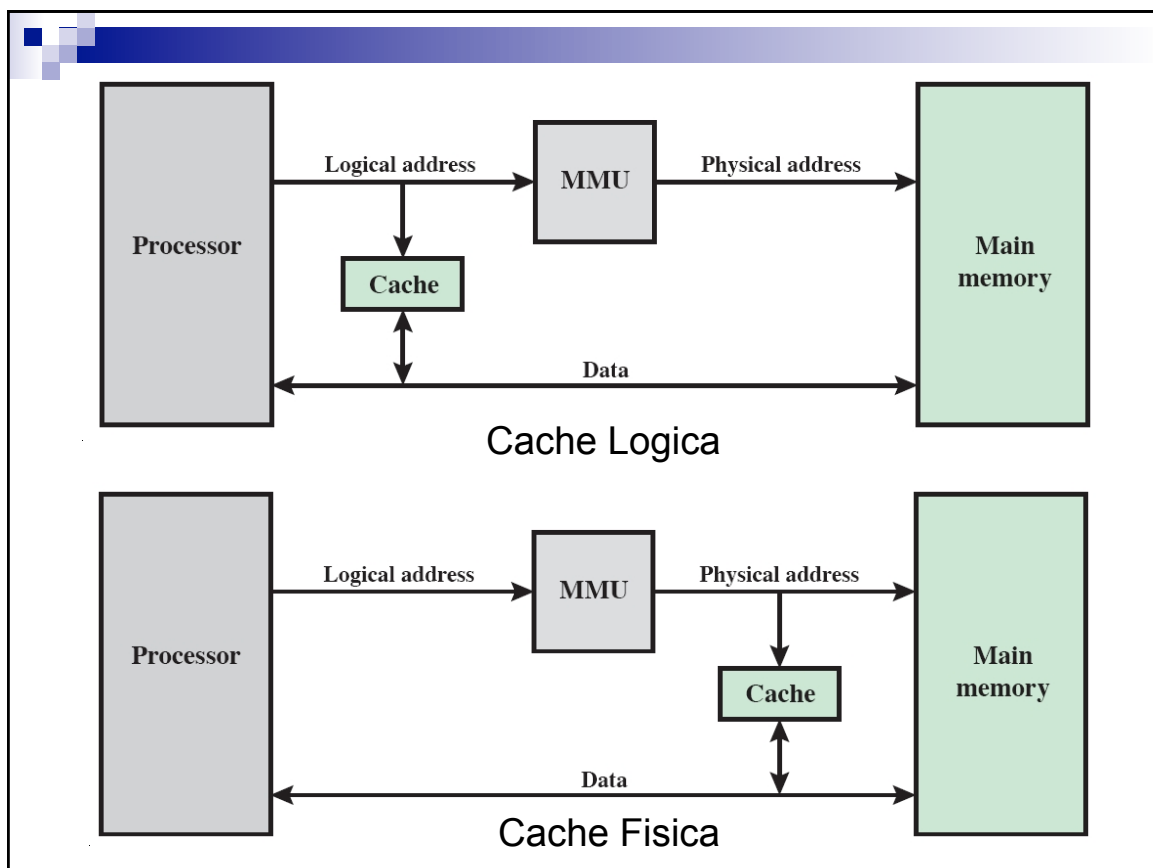 Logical address
MMU
Physical address
Processor
Cache
Main
memory
Data
Cache Logica
Logical address
MMU
Physical address
Processor
Cache
Main
memory
Data
Cache Fisica